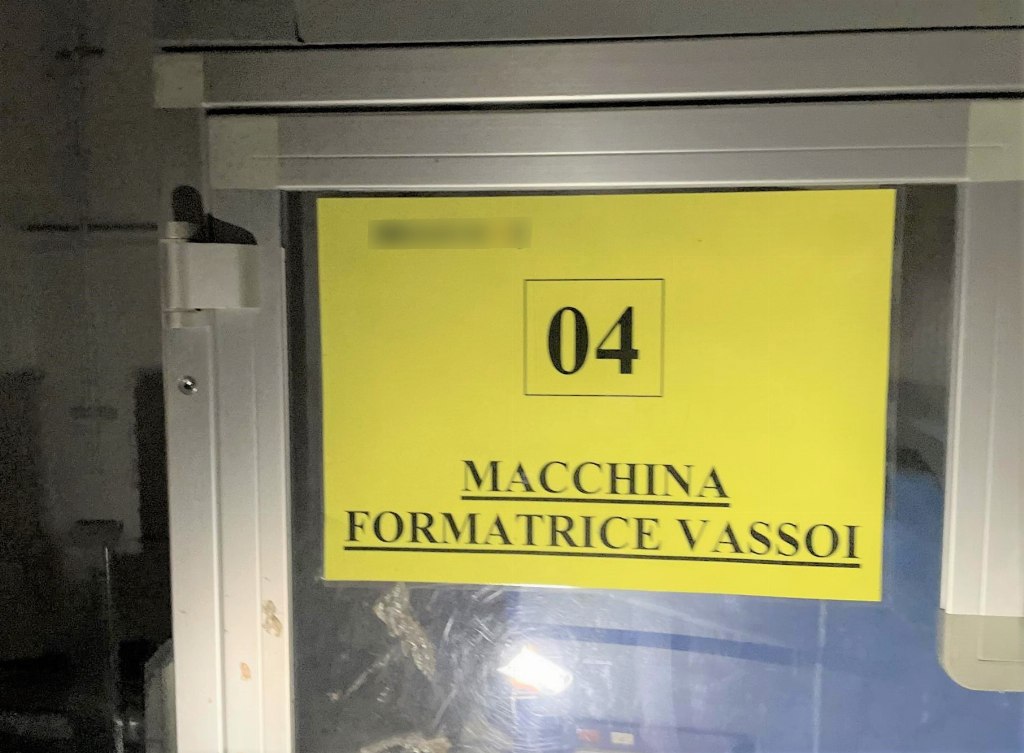 04
MACCHINA
FORMATRICE VASSOI